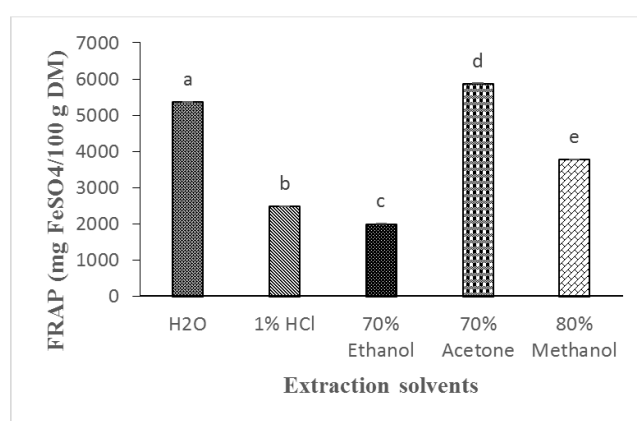 FRAP (mg FeSO4/100 g DM)
7000
6000
5000
4000
3000
2000
1000
0
a
b
c
d
e
H2O
1% HCl
70%
Ethanol
70%
Acetone
80%
Methanol
Extraction solvents